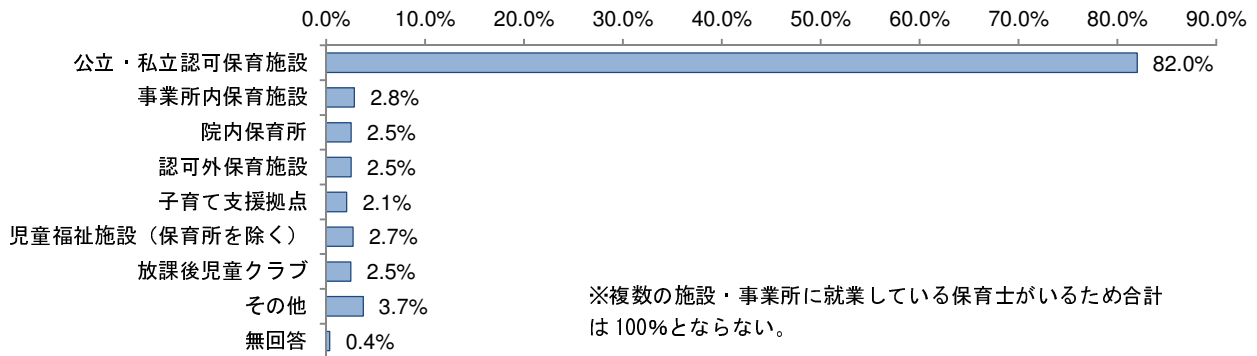 0.0% 10.0% 20.0% 30.0% 40.0% 50.0% 60.0% 70.0% 80.0% 90.0%
公立・私立認可保育施設 82.0%
事業所内保育施設 2.8%
院内保育所 2.5%
認可外保育施設 2.5%
子育て支援拠点 2.1%
児童福祉施設（保育所を除く） 2.7%
放課後児童クラブ 2.5%
その他 3.7%
無回答 0.4%
※複数の施設・事業所に就業している保育士がいるため合計
は100%とならない。